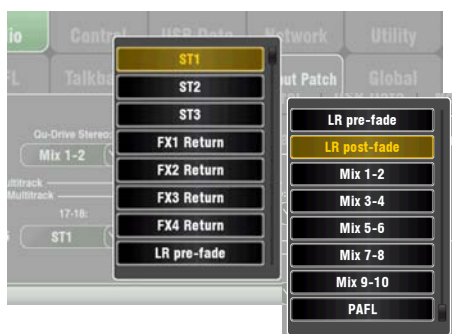 io Control USB Data Network Utility
FL Talkba ut Patch Global
Qu-Drive Stereo:
Mix 1-2
titrack
Multitrack
17-18:
ST1
ST1
ST2
ST3
FX1 Return
FX2 Return
FX3 Return
FX4 Return
LR pre-fade
LR pre-fade
LR post-fade
Mix 1-2
Mix 3-4
Mix 5-6
Mix 7-8
Mix 9-10
PAFL